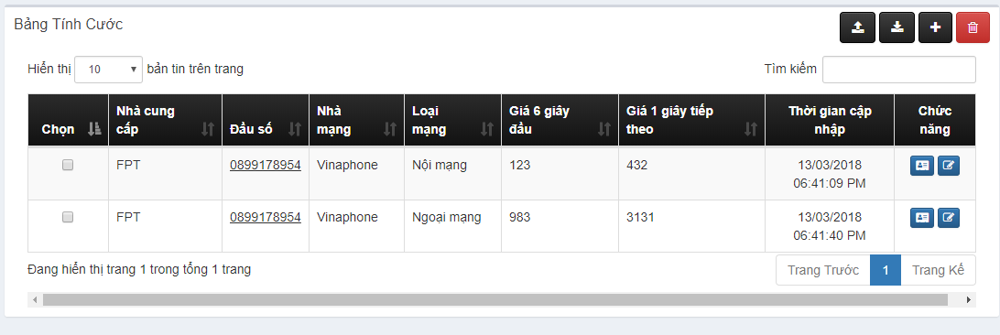 Bảng Tính Cước
Hiển thị 10 bản tin trên trang
Tìm kiếm
Chọn Nhà cung cấp Đầu số Nhà mạng Loại mạng Giá 6 giây đầu Giá 1 giây tiếp theo Thời gian cập nhập Chức năng
FPT 0899178954 Vinaphone Nội mạng 123 432 13/03/2018 06:41:09 PM
FPT 0899178954 Vinaphone Ngoại mạng 983 3131 13/03/2018 06:41:40 PM
Đang hiển thị trang 1 trong tổng 1 trang
Trang Trước 1 Trang Kế